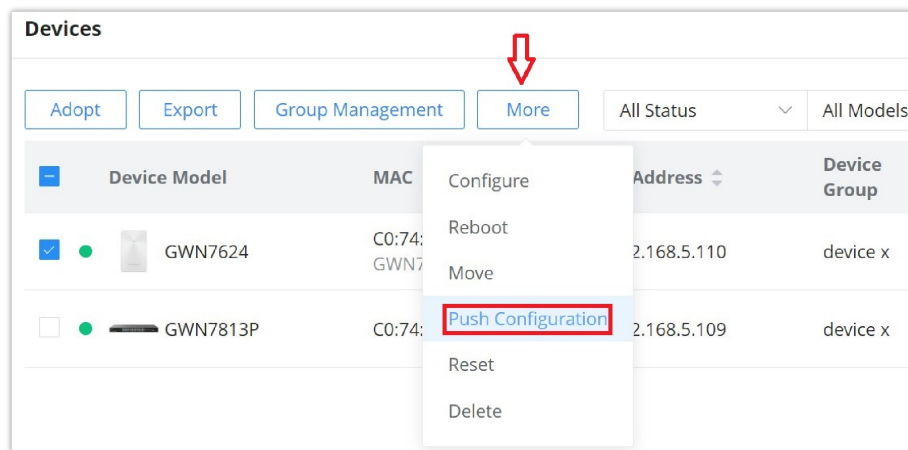 Devices
Adopt Export Group Management More All Status All Models
Device Model MAC Address Device Group
Configure
Reboot
Move
Push Configuration
Reset
Delete
GWN7624 C0:74: GWN7 2.168.5.110 device x
GWN7813P C0:74: 2.168.5.109 device x